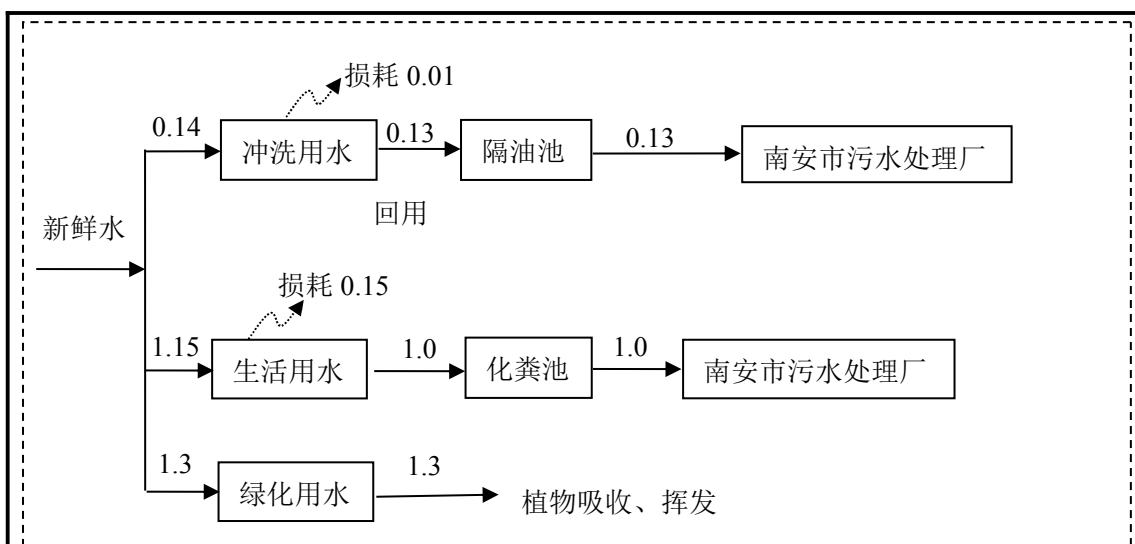 损耗 0.01
0.14
冲洗用水
0.13
隔油池
0.13
南安市污水处理厂
回用
新鲜水
损耗 0.15
1.15
生活用水
1.0
化粪池
1.0
南安市污水处理厂
1.3
绿化用水
1.3
植物吸收、挥发